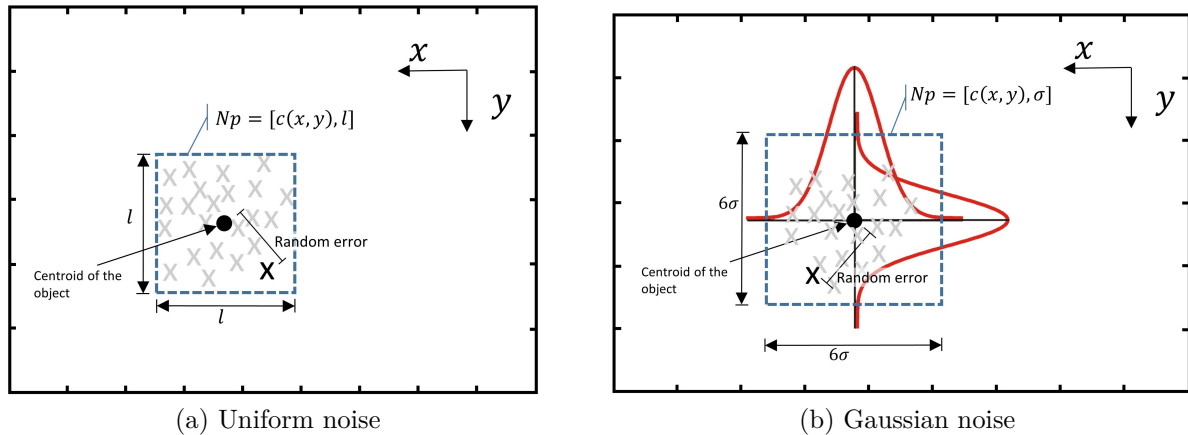 x
y
Np = [c(x, y), l]
l
Random error
Centroid of the
object
l
(a) Uniform noise
x
y
Np = [c(x, y), σ]
6σ
Centroid of the
object
Random error
6σ
(b) Gaussian noise